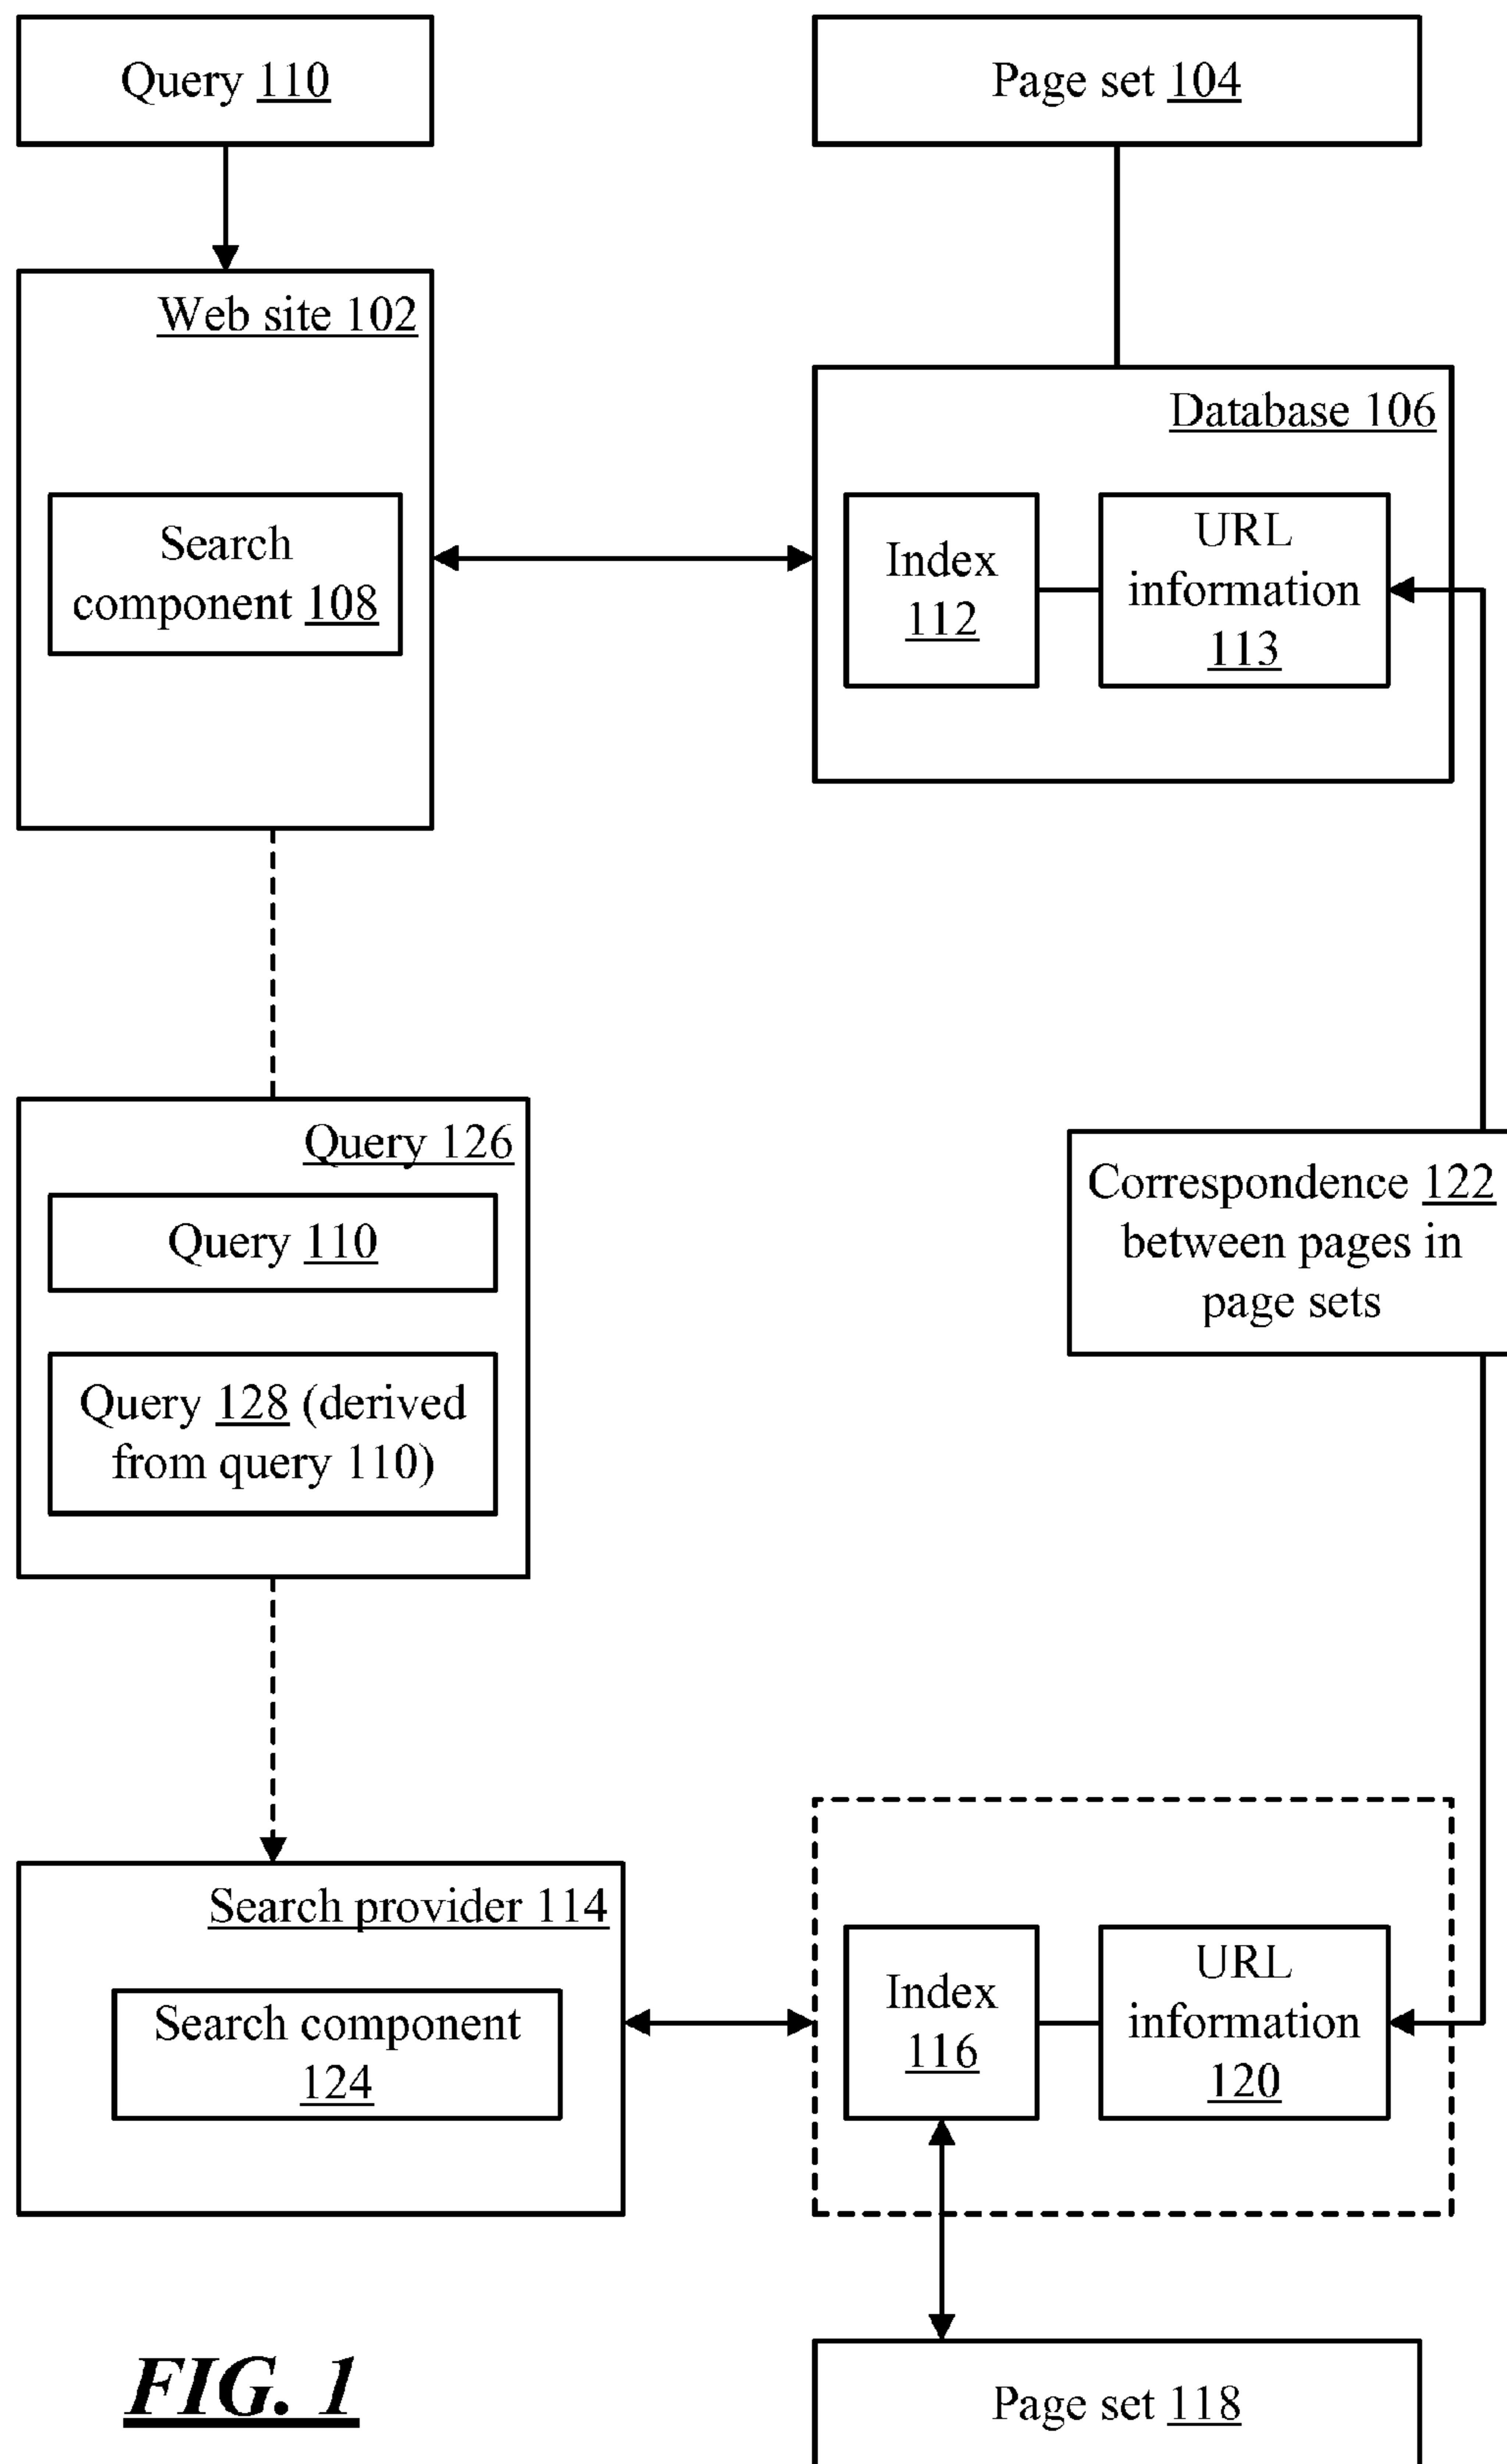 Query 110
Page set 104
Web site 102
Search
component 108
Database 106
Index
112
URL
information
113
Query 126
Query 110
Query 128 (derived
from query 110)
Correspondence 122
between pages in
page sets
Search provider 114
Search component
124
Index
116
URL
information
120
Page set 118
FIG. 1